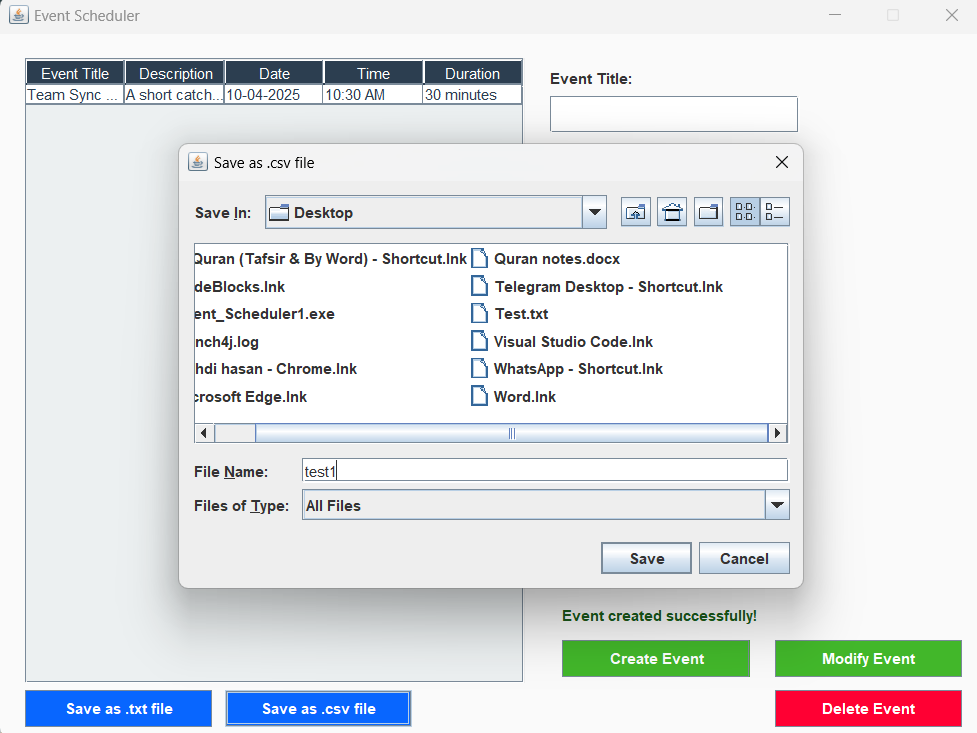 Event Scheduler
Event Title Description Date Time Duration
Team Sync ... A short catch... 10-04-2025 10:30 AM 30 minutes
Event Title:
Save as .csv file
Save In: Desktop
Quran (Tafsir & By Word) - Shortcut.lnk
deBlocks.lnk
ent_Scheduler1.exe
nch4j.log
hdi hasan - Chrome.lnk
crosoft Edge.lnk
Quran notes.docx
Telegram Desktop - Shortcut.lnk
Test.txt
Visual Studio Code.lnk
WhatsApp - Shortcut.lnk
Word.lnk
File Name: test1
Files of Type: All Files
Save Cancel
Event created successfully!
Create Event Modify Event
Save as .txt file Save as .csv file Delete Event